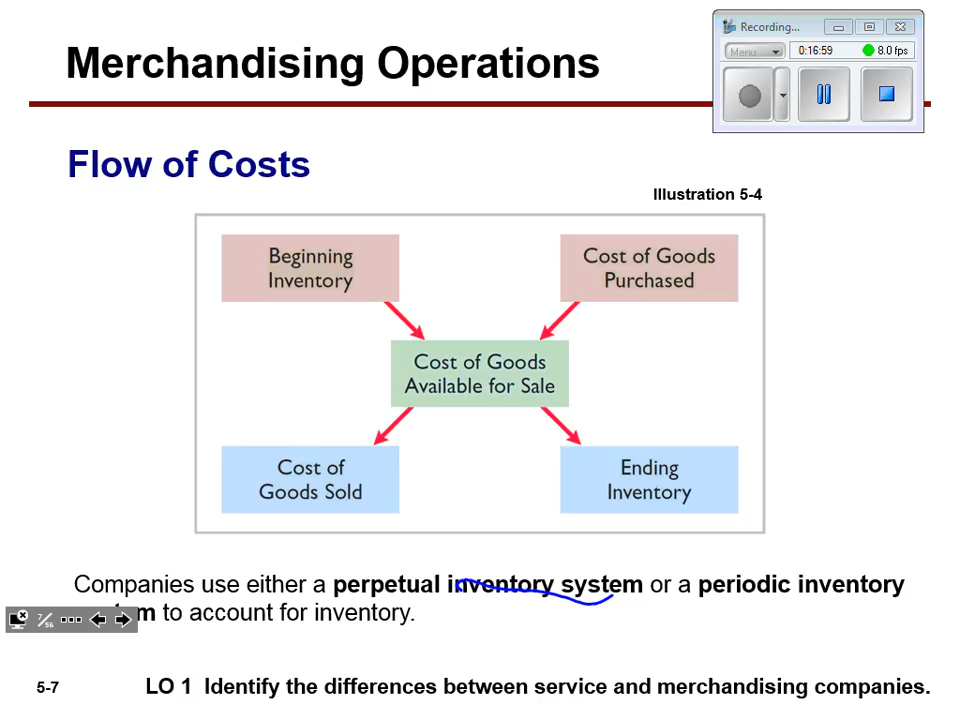 Merchandising Operations
Recording...
Menu
0:16:59
8.0 fps
Flow of Costs
Illustration 5-4
Beginning
Inventory
Cost of Goods
Purchased
Cost of Goods
Available for Sale
Cost of
Goods Sold
Ending
Inventory
Companies use either a perpetual inventory system or a periodic inventory
to account for inventory.
7/56
5-7
LO 1 Identify the differences between service and merchandising companies.